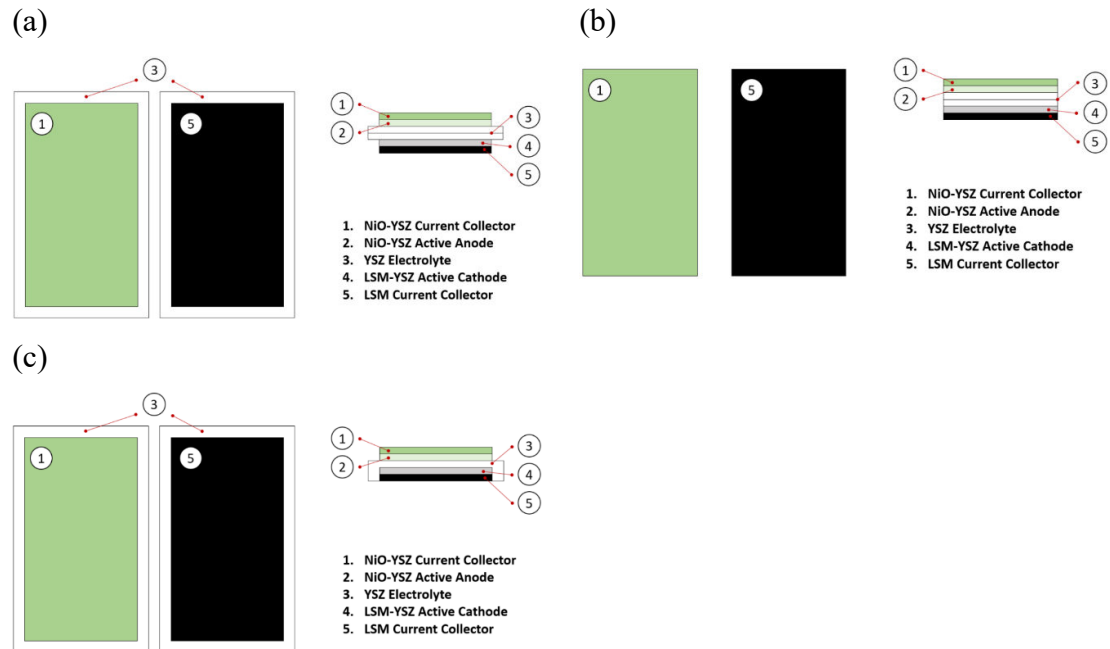 (a)
3
1
5
1
2
3
4
5
1. NiO-YSZ Current Collector
2. NiO-YSZ Active Anode
3. YSZ Electrolyte
4. LSM-YSZ Active Cathode
5. LSM Current Collector
(b)
1
5
1
2
3
4
5
1. NiO-YSZ Current Collector
2. NiO-YSZ Active Anode
3. YSZ Electrolyte
4. LSM-YSZ Active Cathode
5. LSM Current Collector
(c)
3
1
5
1
2
3
4
5
1. NiO-YSZ Current Collector
2. NiO-YSZ Active Anode
3. YSZ Electrolyte
4. LSM-YSZ Active Cathode
5. LSM Current Collector